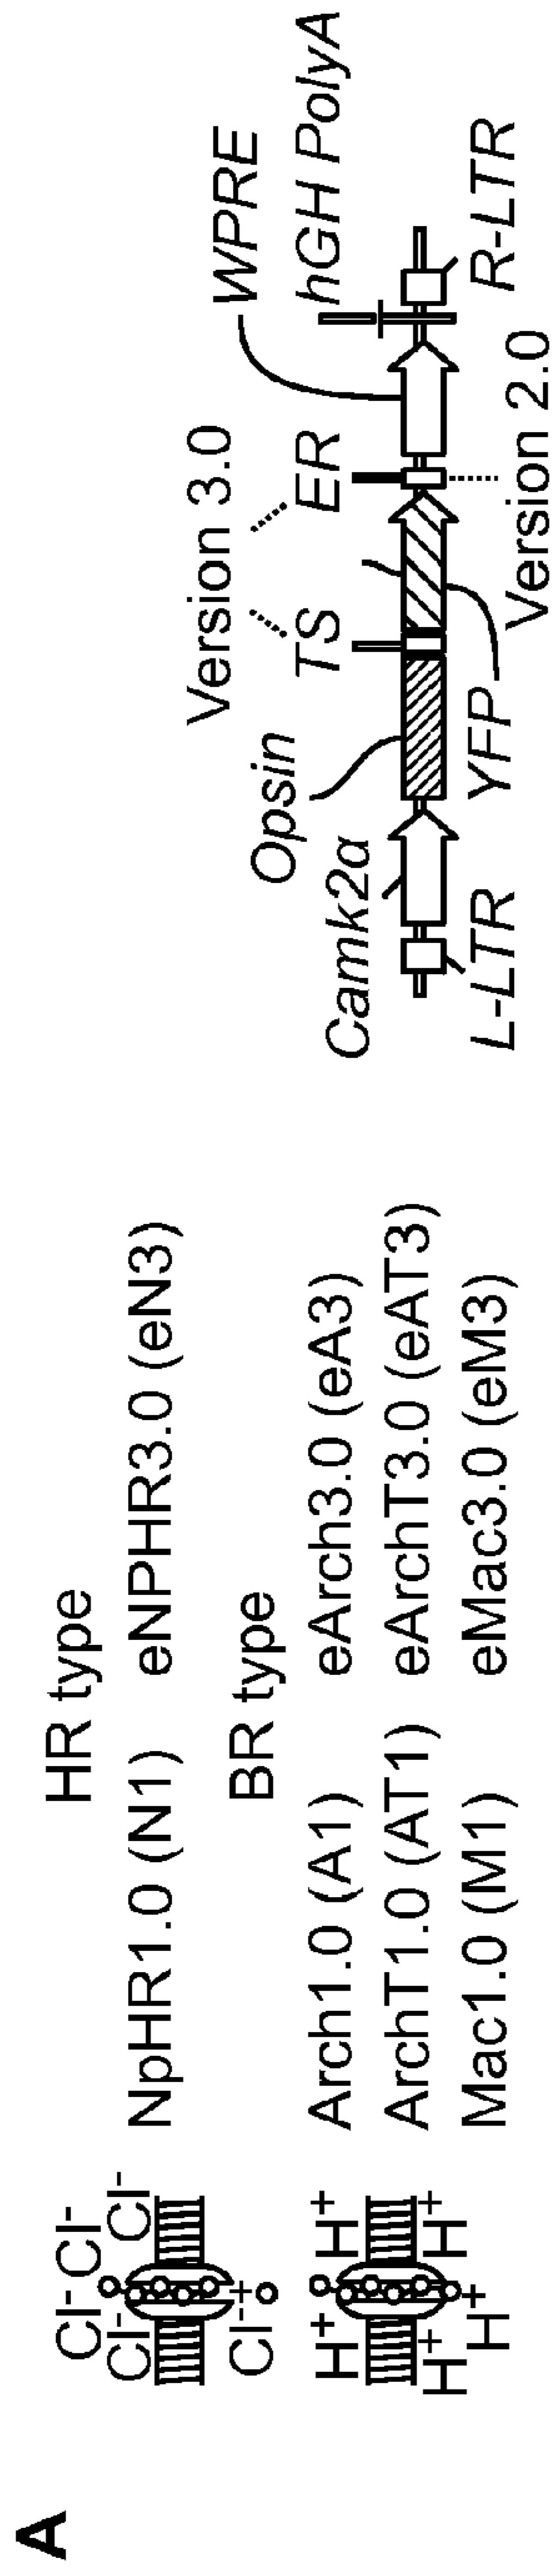 A
Cl- Cl-
Cl- Cl-
Cl- +
H+ H+
H+ H+
H+
HR type
NpHR1.0 (N1) eNPHR3.0 (eN3)
BR type
Arch1.0 (A1) eArch3.0 (eA3)
ArchT1.0 (AT1) eArchT3.0 (eAT3)
Mac1.0 (M1) eMac3.0 (eM3)
Version 3.0
WPRE
Opsin
TS ER hGH PolyA
Camk2α
L-LTR YFP R-LTR
Version 2.0